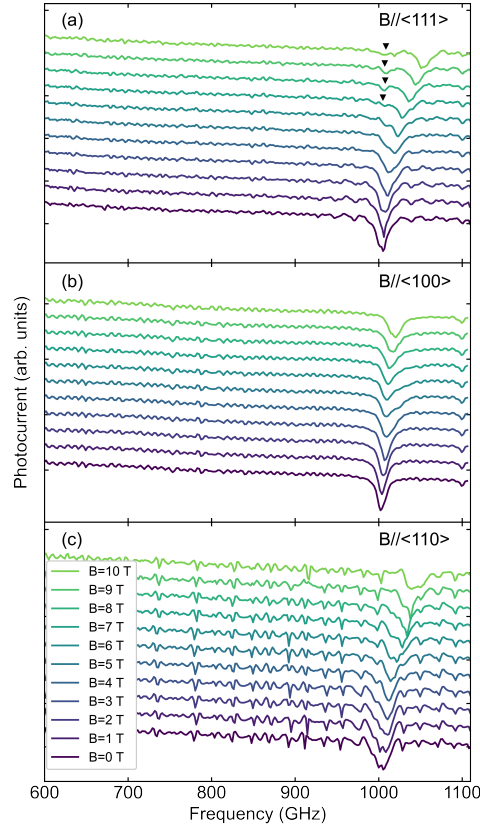 (a)
B//<111>
(b)
B//<100>
Photocurrent (arb. units)
(c)
B//<110>
B=10 T
B=9 T
B=8 T
B=7 T
B=6 T
B=5 T
B=4 T
B=3 T
B=2 T
B=1 T
B=0 T
600 700 800 900 1000 1100
Frequency (GHz)